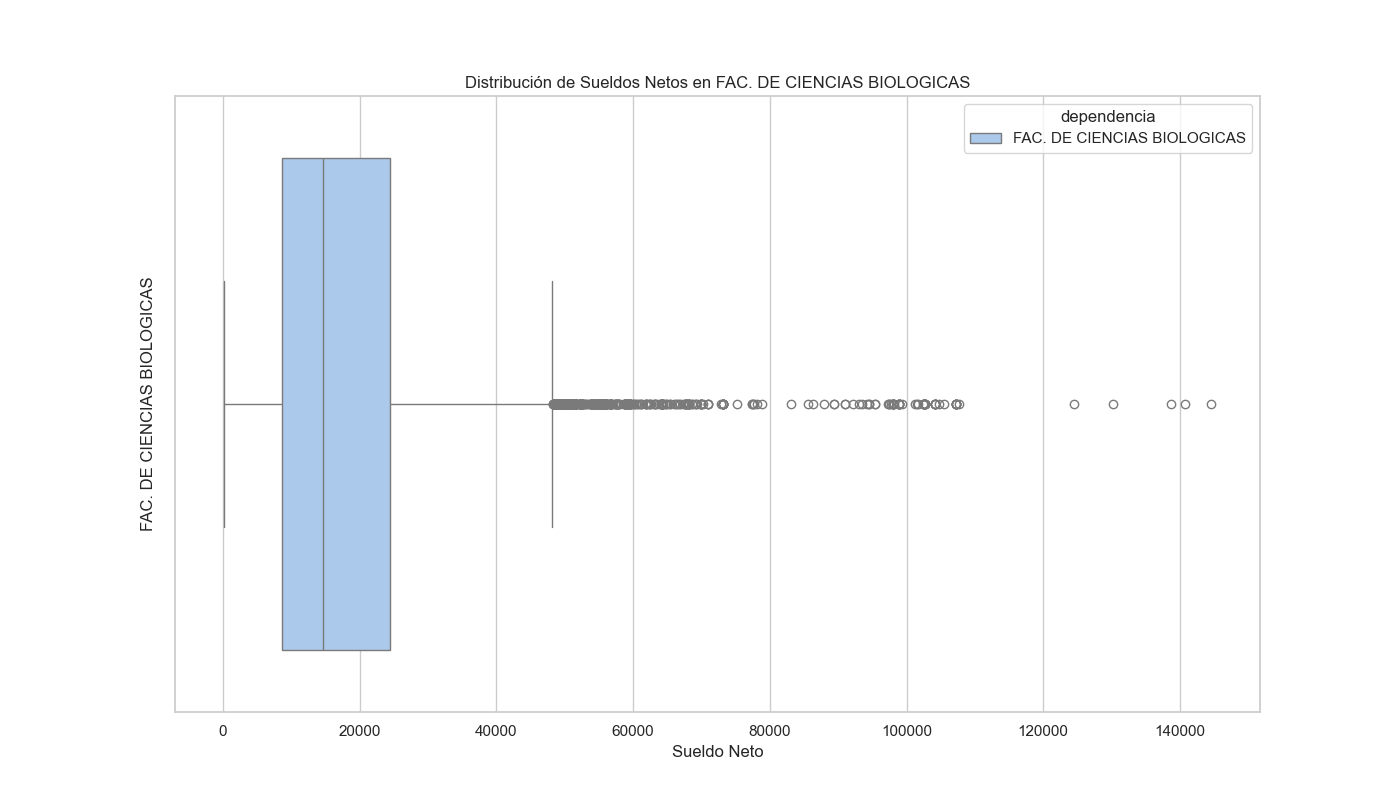 Distribución de Sueldos Netos en FAC. DE CIENCIAS BIOLOGICAS
dependencia
FAC. DE CIENCIAS BIOLOGICAS
FAC. DE CIENCIAS BIOLOGICAS
0 20000 40000 60000 80000 100000 120000 140000
Sueldo Neto